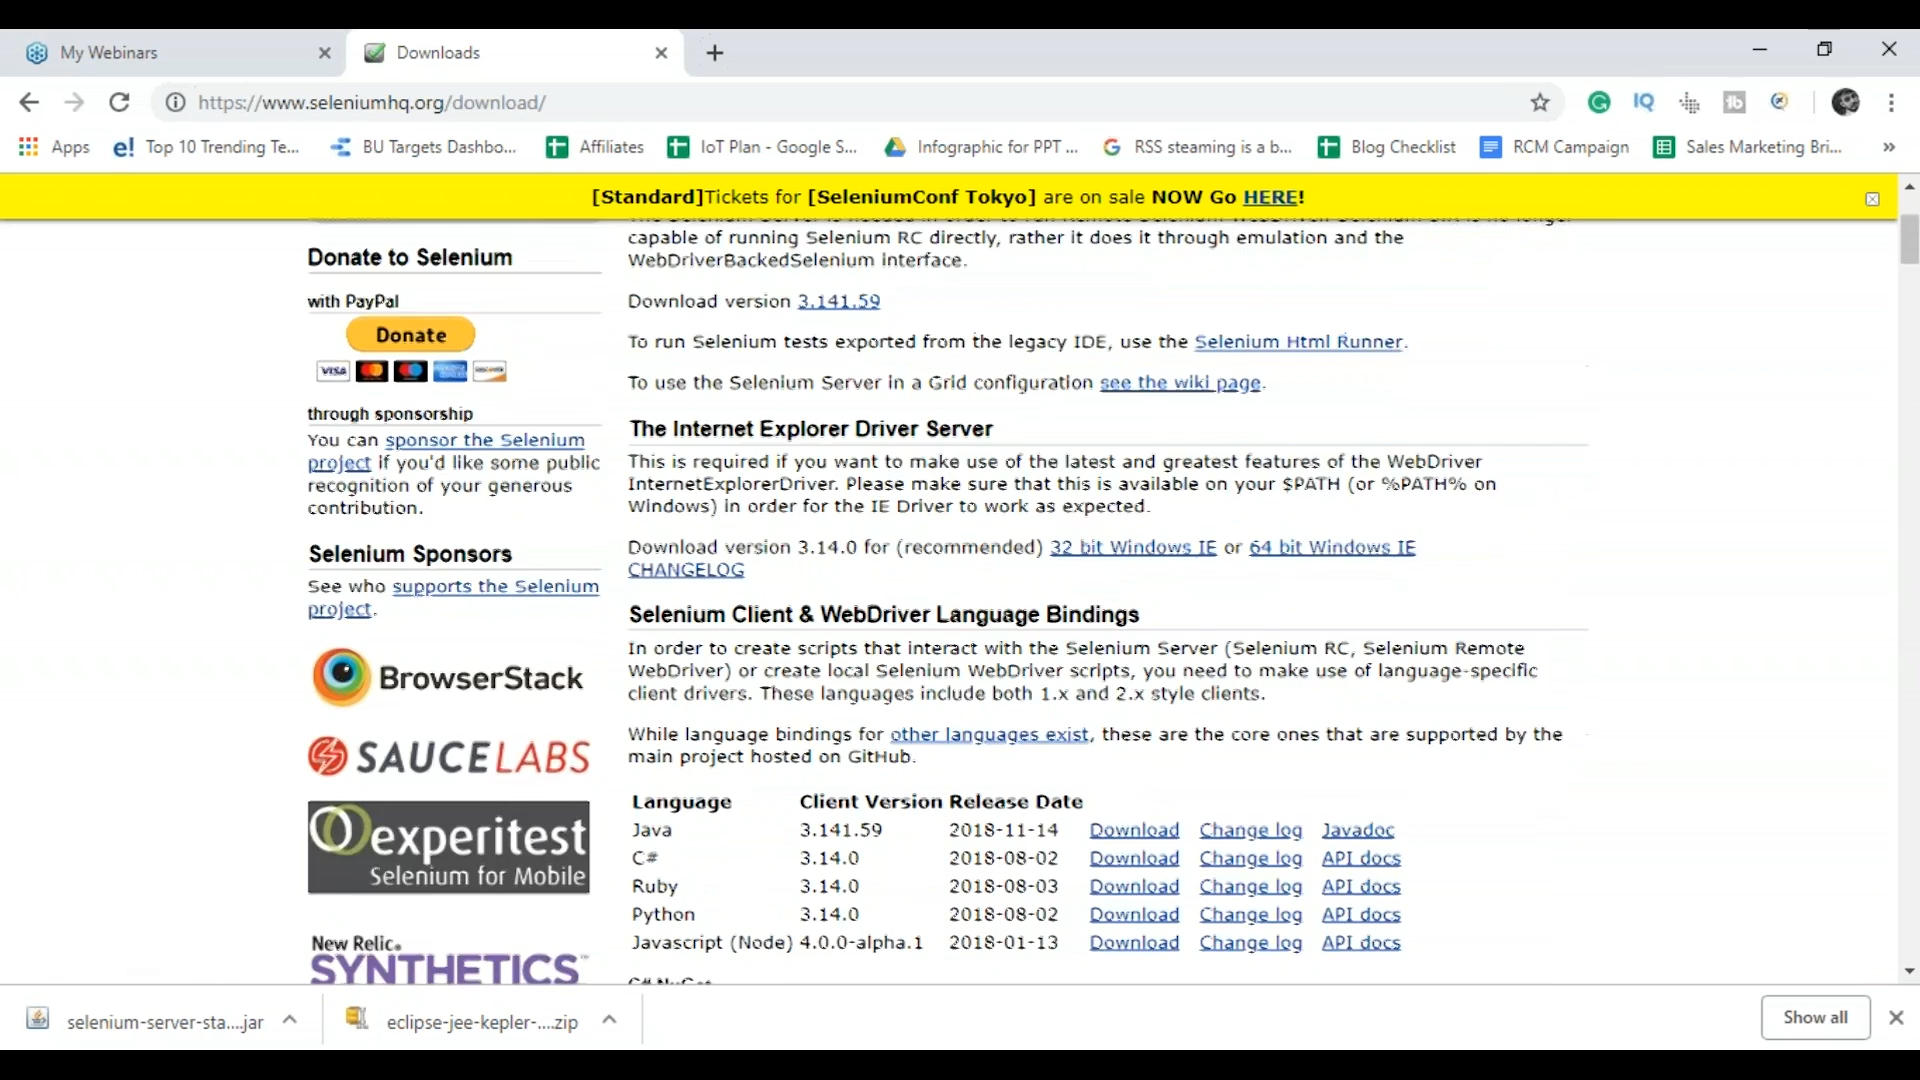 My Webinars
Downloads
https://www.seleniumhq.org/download/
Apps
Top 10 Trending Te...
BU Targets Dashbo...
Affiliates
IoT Plan - Google S...
Infographic for PPT ...
RSS steaming is a b...
Blog Checklist
RCM Campaign
Sales Marketing Bri...
[Standard]Tickets for [SeleniumConf Tokyo] are on sale NOW Go HERE!
Donate to Selenium
with PayPal
Donate
VISA
through sponsorship
You can sponsor the Selenium
project if you'd like some public
recognition of your generous
contribution.
Selenium Sponsors
See who supports the Selenium
project.
BrowserStack
SAUCELABS
experitest
Selenium for Mobile
New Relic.
SYNTHETICS™
capable of running Selenium RC directly, rather it does it through emulation and the
WebDriverBackedSelenium interface.
Download version 3.141.59
To run Selenium tests exported from the legacy IDE, use the Selenium Html Runner.
To use the Selenium Server in a Grid configuration see the wiki page.
The Internet Explorer Driver Server
This is required if you want to make use of the latest and greatest features of the WebDriver
InternetExplorerDriver. Please make sure that this is available on your $PATH (or %PATH% on
Windows) in order for the IE Driver to work as expected.
Download version 3.14.0 for (recommended) 32 bit Windows IE or 64 bit Windows IE
CHANGELOG
Selenium Client & WebDriver Language Bindings
In order to create scripts that interact with the Selenium Server (Selenium RC, Selenium Remote
WebDriver) or create local Selenium WebDriver scripts, you need to make use of language-specific
client drivers. These languages include both 1.x and 2.x style clients.
While language bindings for other languages exist, these are the core ones that are supported by the
main project hosted on GitHub.
Language Client Version Release Date
Java 3.141.59 2018-11-14 Download Change log Javadoc
C# 3.14.0 2018-08-02 Download Change log API docs
Ruby 3.14.0 2018-08-03 Download Change log API docs
Python 3.14.0 2018-08-02 Download Change log API docs
Javascript (Node) 4.0.0-alpha.1 2018-01-13 Download Change log API docs
selenium-server-sta....jar
eclipse-jee-kepler-....zip
Show all